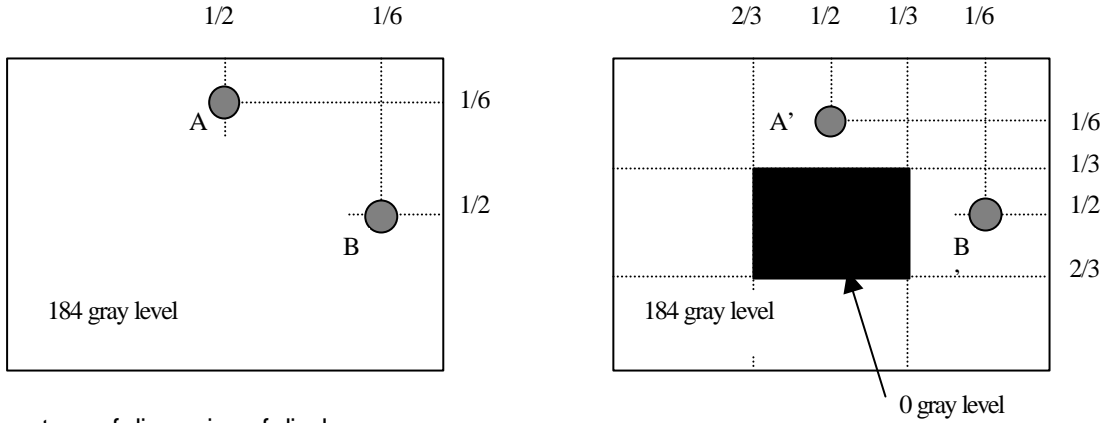 1/2 1/6
2/3 1/2 1/3 1/6
A
1/6
B
1/2
184 gray level
A’
1/6
1/3
1/2
B
’
2/3
184 gray level
0 gray level